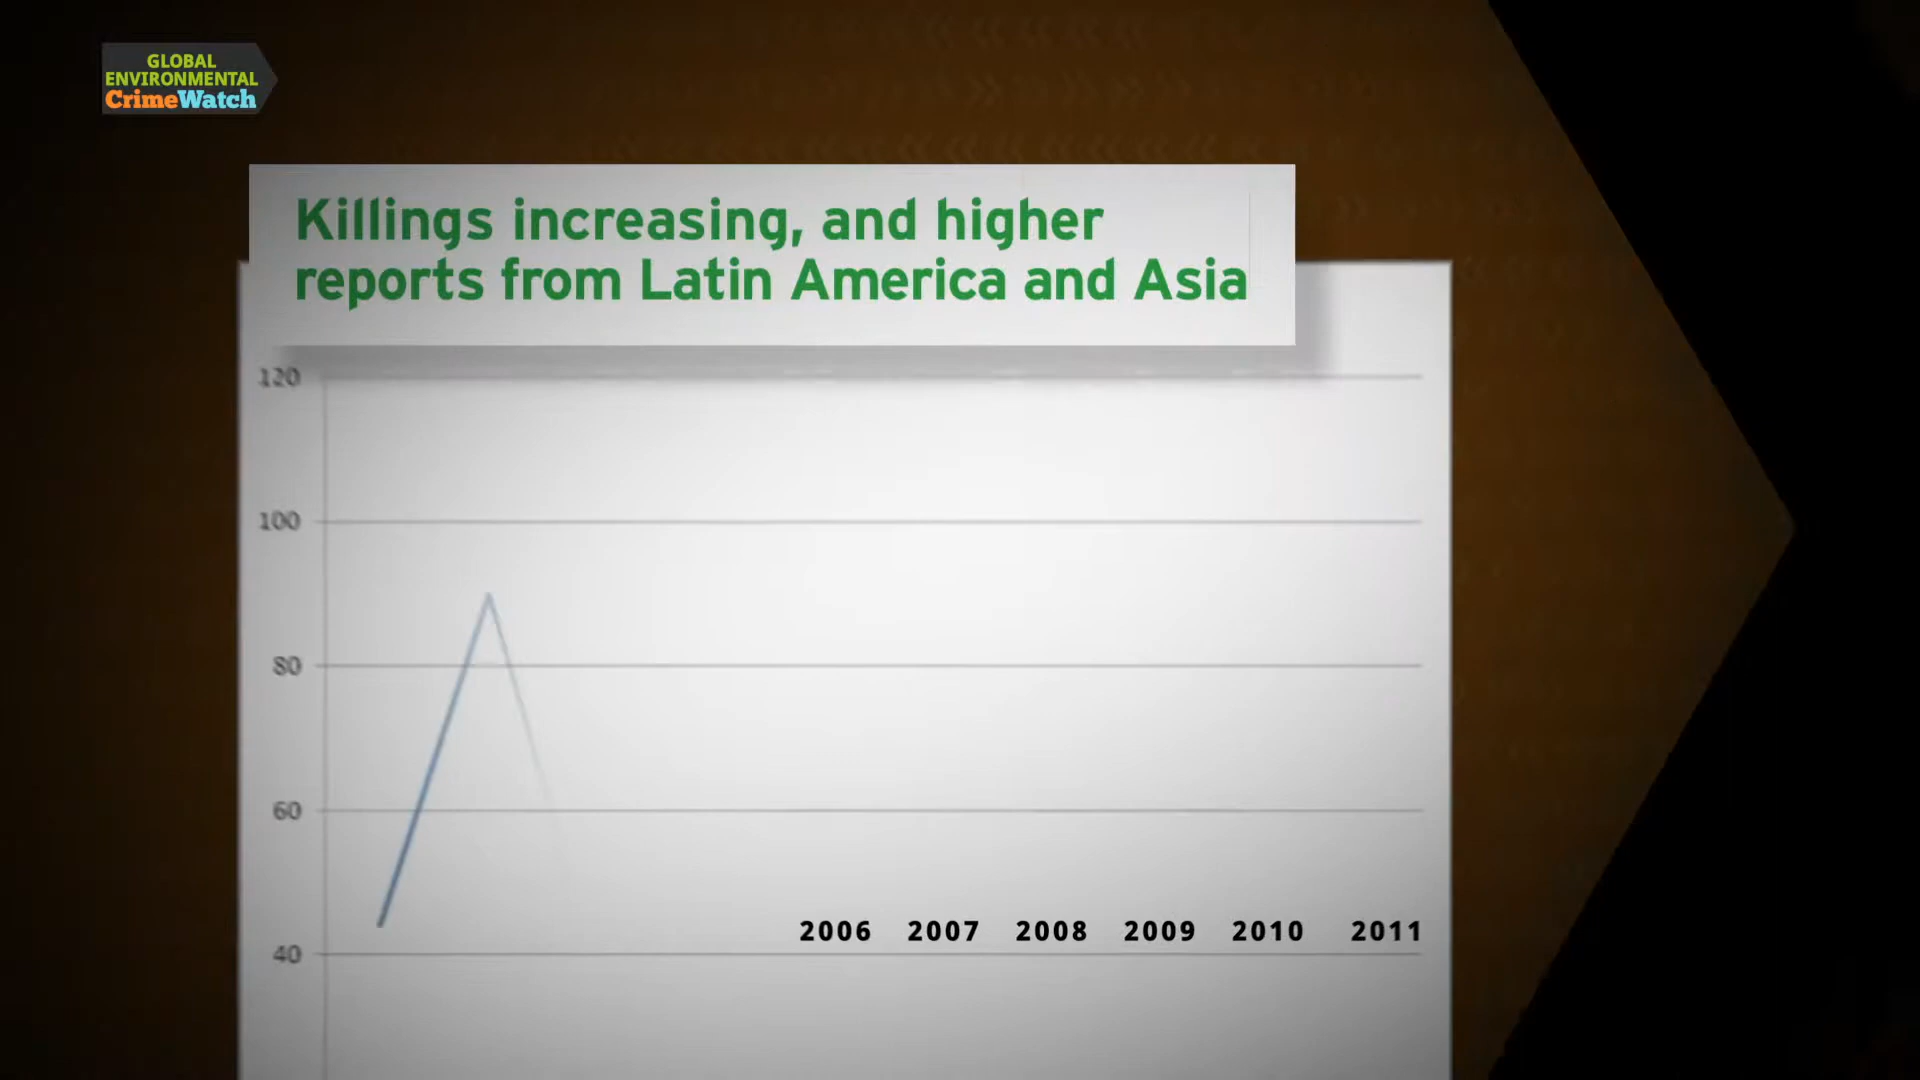 GLOBAL
ENVIRONMENTAL
CrimeWatch
Killings increasing, and higher
reports from Latin America and Asia
120
100
80
60
2006 2007 2008 2009 2010 2011
40